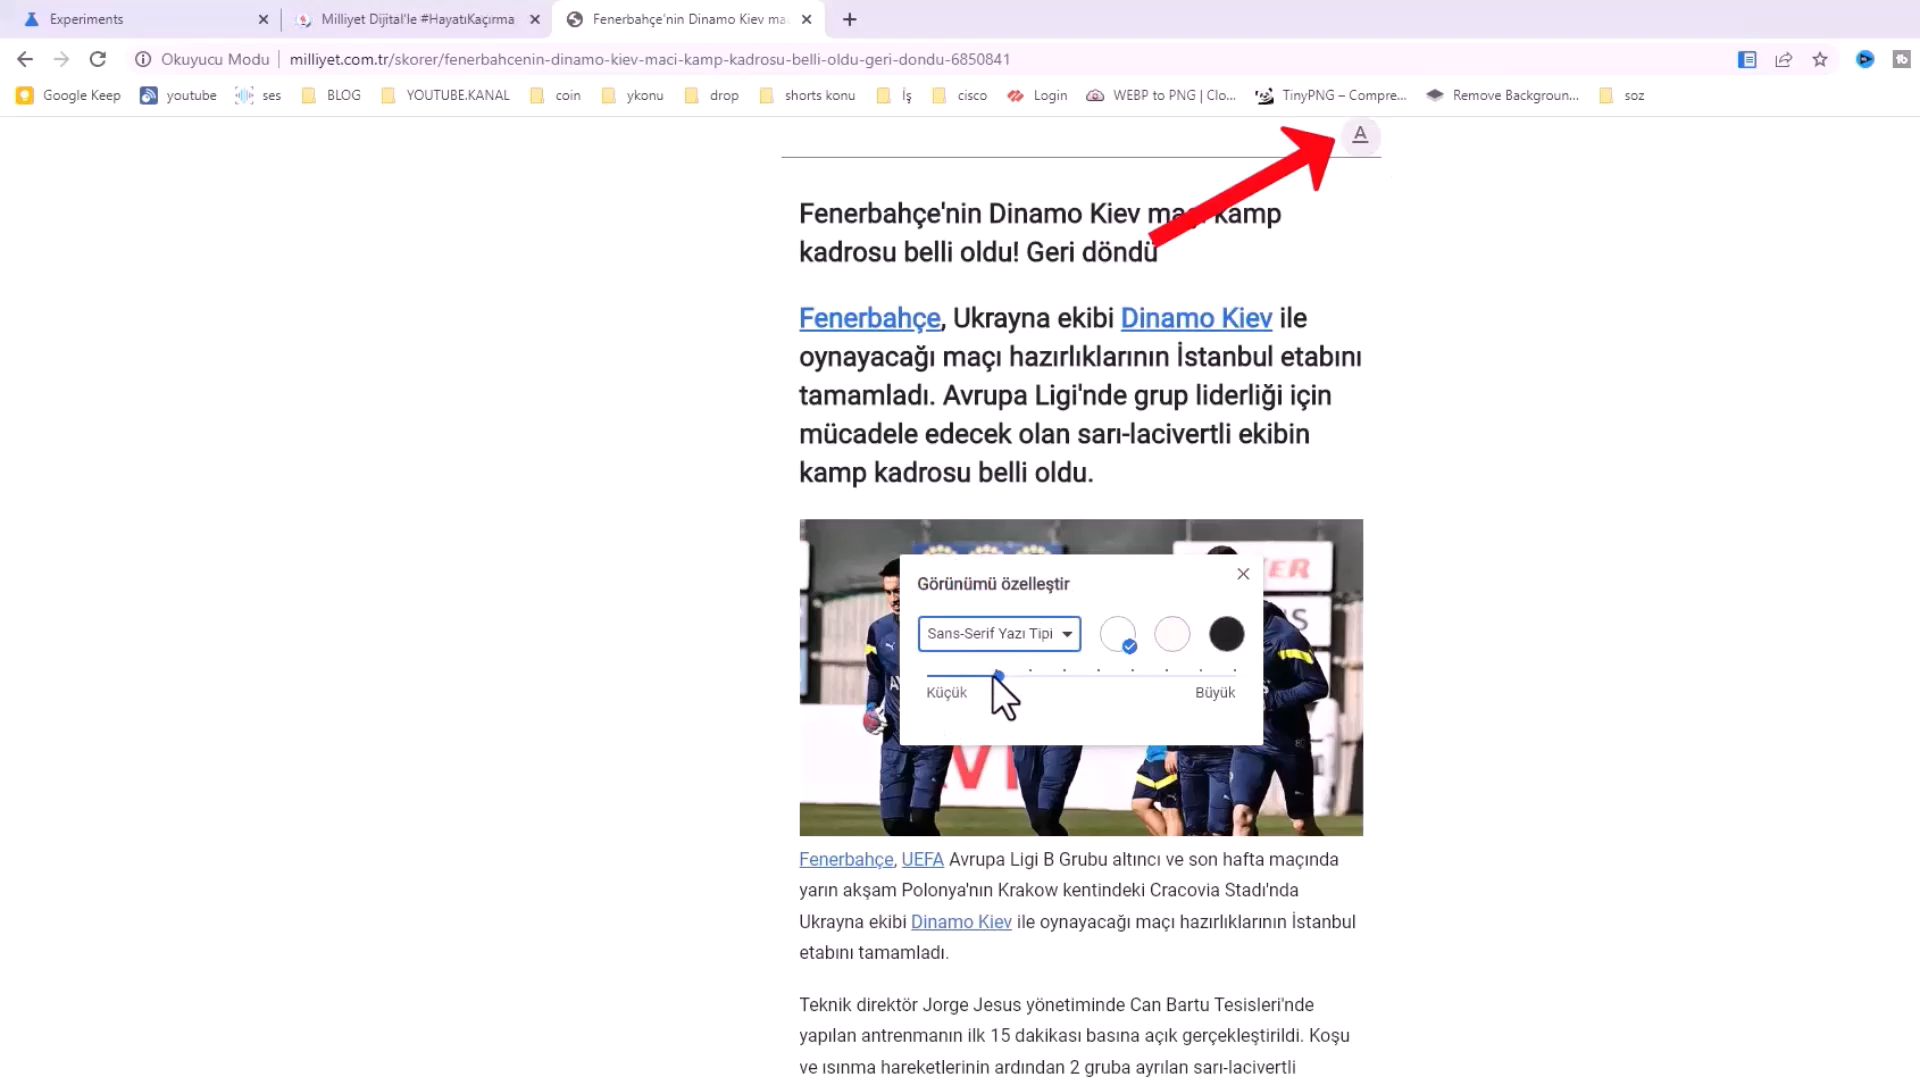 Experiments
Milliyet Dijital'le #HayatıKaçırma
Fenerbahçe'nin Dinamo Kiev ma
Okuyucu Modu
milliyet.com.tr/skorer/fenerbahcenin-dinamo-kiev-maci-kamp-kadrosu-belli-oldu-geri-dondu-6850841
Google Keep
youtube
ses
BLOG
YOUTUBE.KANAL
coin
ykonu
drop
shorts konu
İş
cisco
Login
WEBP to PNG | Clo...
TinyPNG – Compre...
Remove Backgroun...
soz
A
Fenerbahçe'nin Dinamo Kiev maçı kamp
kadrosu belli oldu! Geri döndü
Fenerbahçe, Ukrayna ekibi Dinamo Kiev ile
oynayacağı maçı hazırlıklarının İstanbul etabını
tamamladı. Avrupa Ligi'nde grup liderliği için
mücadele edecek olan sarı-lacivertli ekibin
kamp kadrosu belli oldu.
Görünümü özelleştir
Sans-Serif Yazı Tipi
Küçük
Büyük
Fenerbahçe, UEFA Avrupa Ligi B Grubu altıncı ve son hafta maçında
yarın akşam Polonya'nın Krakow kentindeki Cracovia Stadı'nda
Ukrayna ekibi Dinamo Kiev ile oynayacağı maçı hazırlıklarının İstanbul
etabını tamamladı.
Teknik direktör Jorge Jesus yönetiminde Can Bartu Tesisleri'nde
yapılan antrenmanın ilk 15 dakikası basına açık gerçekleştirildi. Koşu
ve ısınma hareketlerinin ardından 2 gruba ayrılan sarı-lacivertli